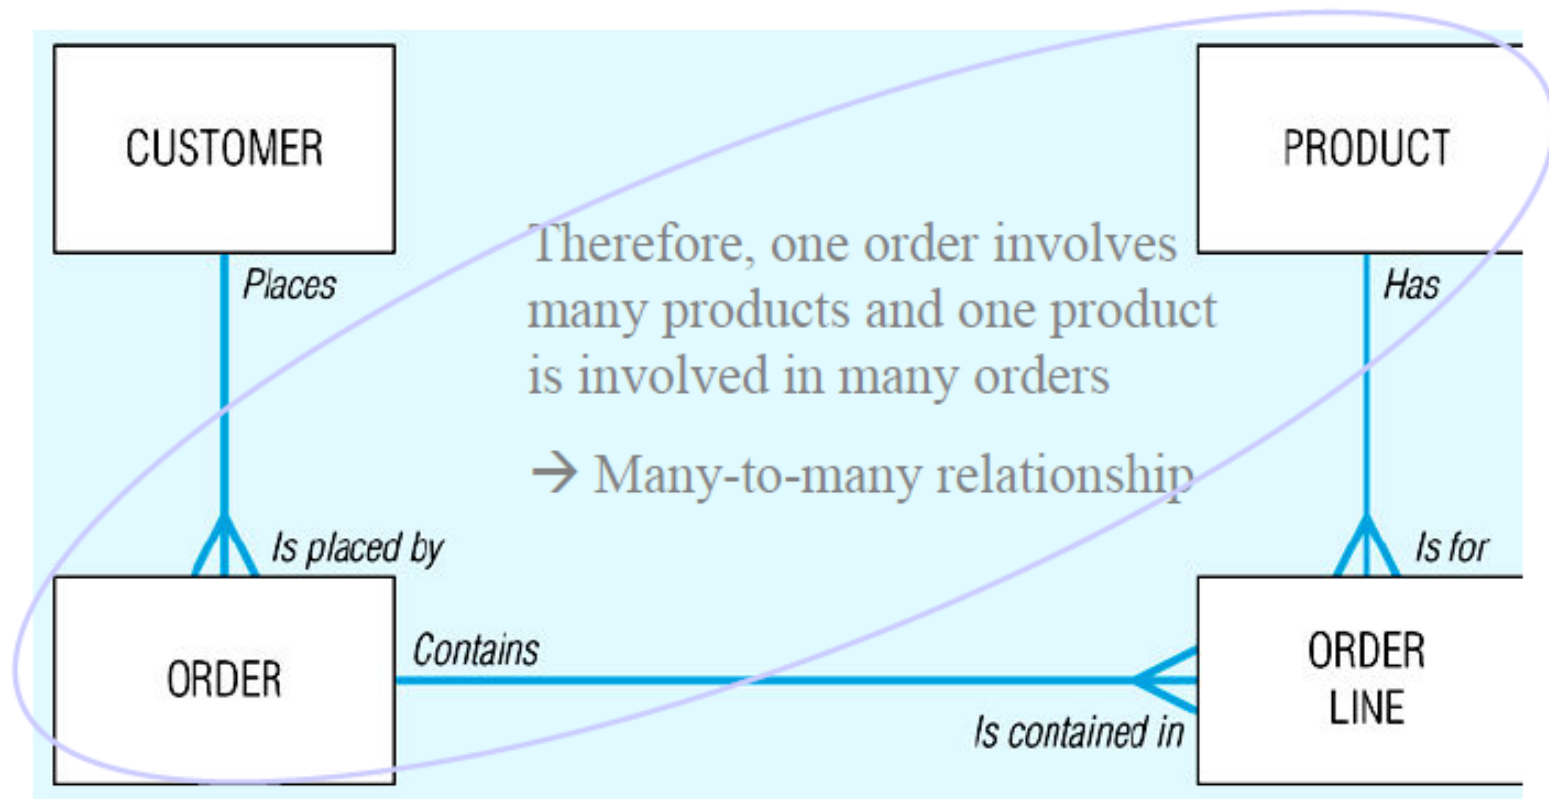 CUSTOMER
PRODUCT
Therefore, one order involves
many products and one product
is involved in many orders
→ Many-to-many relationship
Places
Has
Is placed by
Is for
ORDER
Contains
Is contained in
ORDER
LINE